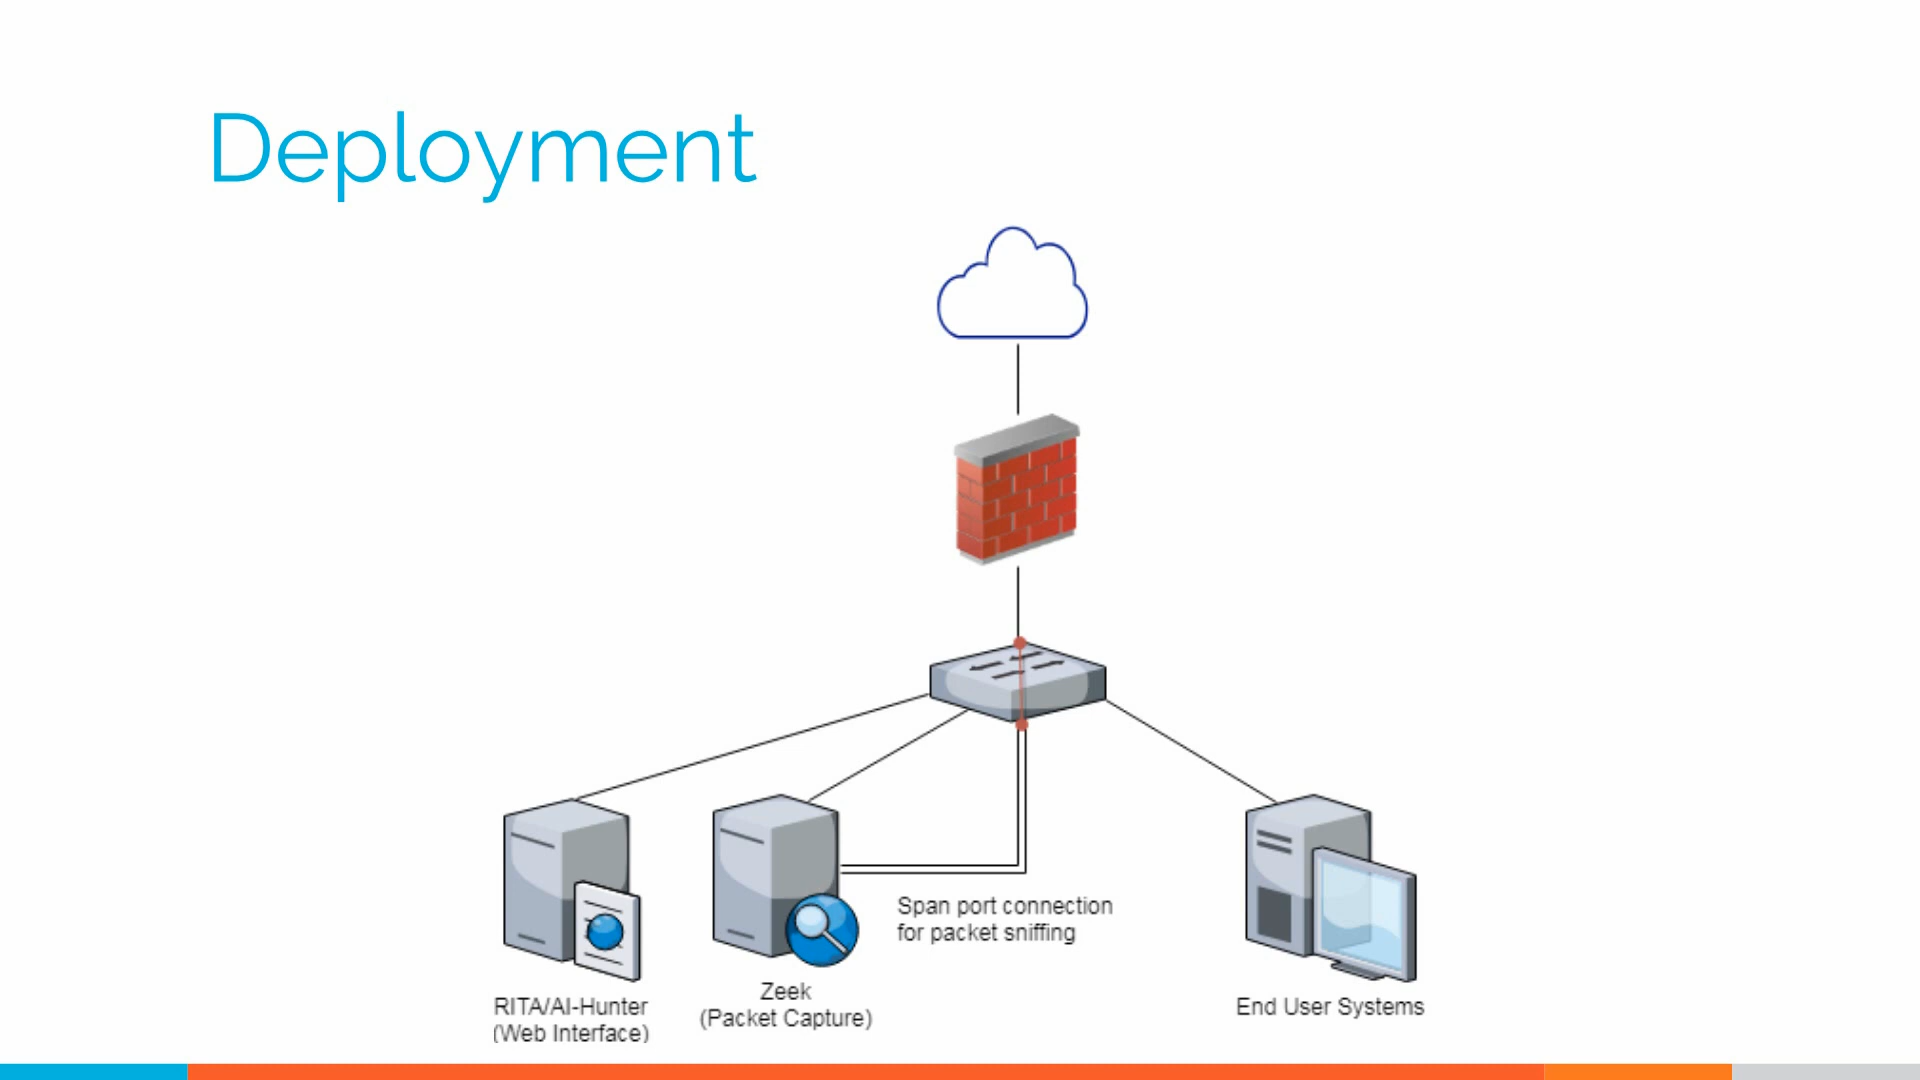 Deployment
Span port connection
for packet sniffing
Zeek
(Packet Capture)
RITA/AI-Hunter
(Web Interface)
End User Systems